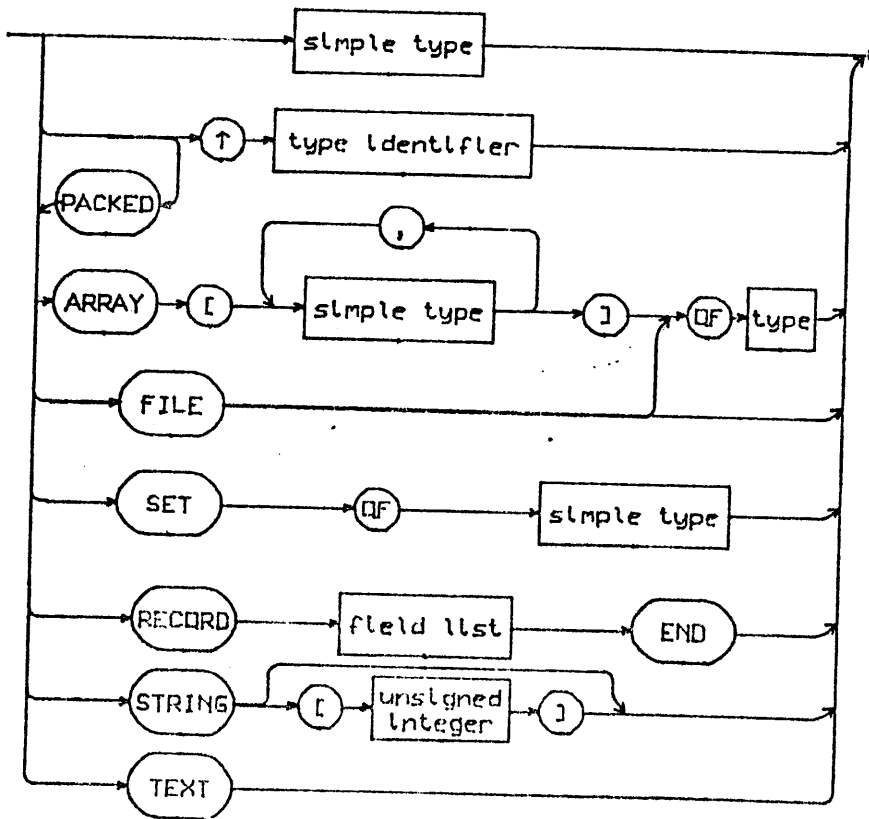 simple type
↑ type identifier
PACKED
,
ARRAY [ simple type ] OF type
FILE
SET OF simple type
RECORD field list END
STRING [ unsigned
integer ]
TEXT